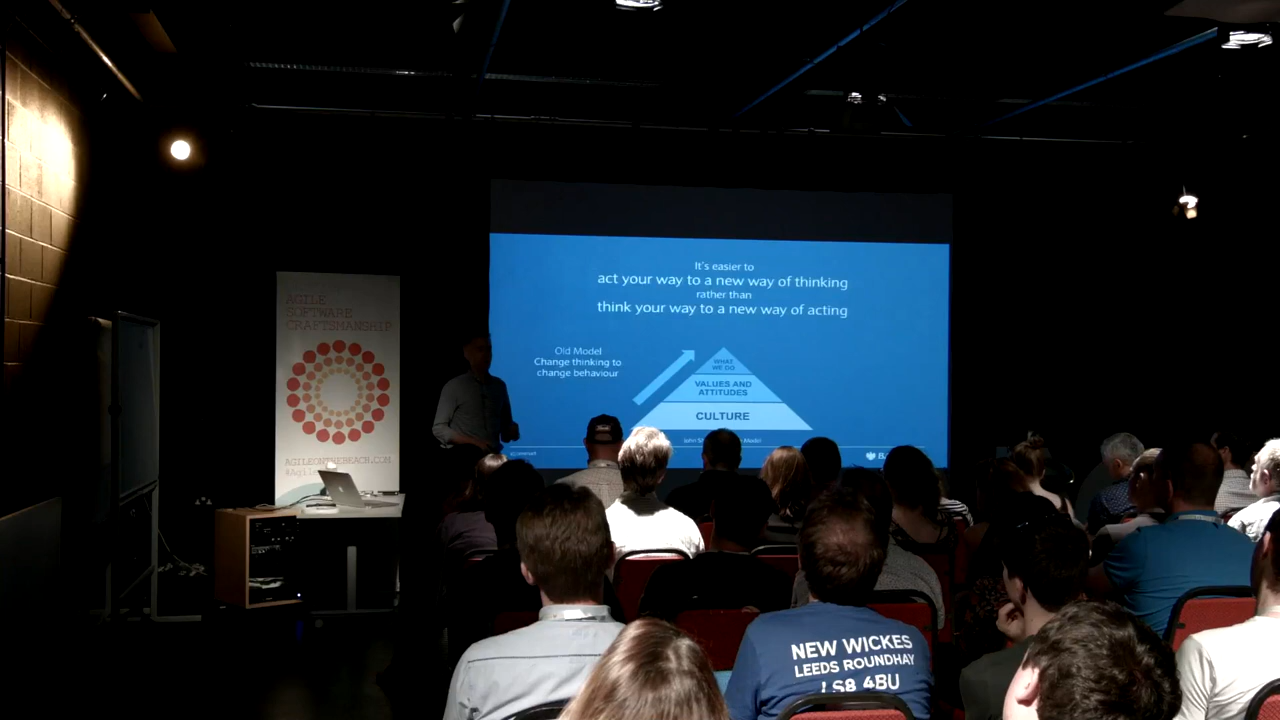 AGILE
SOFTWARE
CRAFTSMANSHIP
AGILEONTHEBEACH.COM
It's easier to
act your way to a new way of thinking
rather than
think your way to a new way of acting
Old Model
Change thinking to
change behaviour
WHAT
WE DO
VALUES AND
ATTITUDES
CULTURE
John
Model
NEW WICKES
LEEDS ROUNDHAY
LS8 4BU